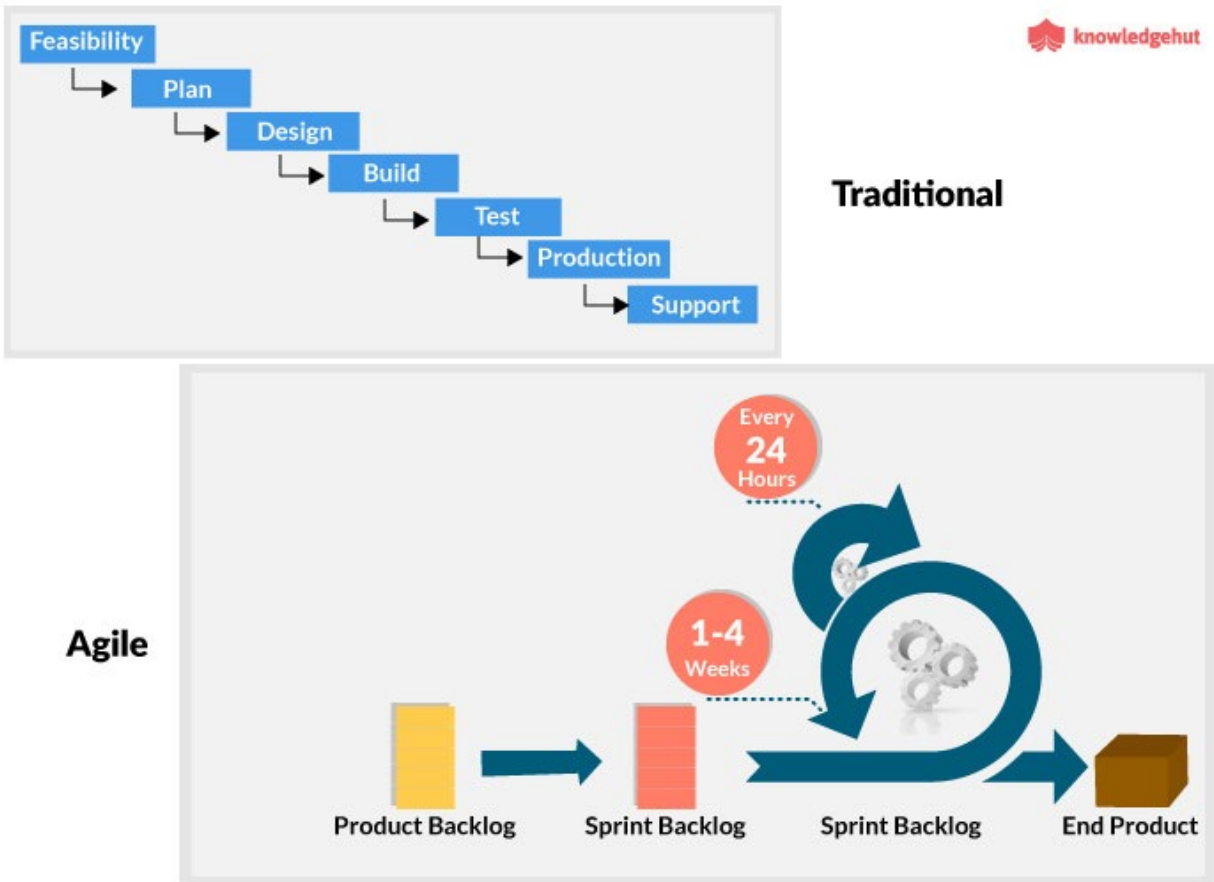 Feasibility
knowledgehut
Plan
Design
Build
Traditional
Test
Production
Support
Every
24
Hours
Agile
1-4
Weeks
Product Backlog
Sprint Backlog
Sprint Backlog
End Product